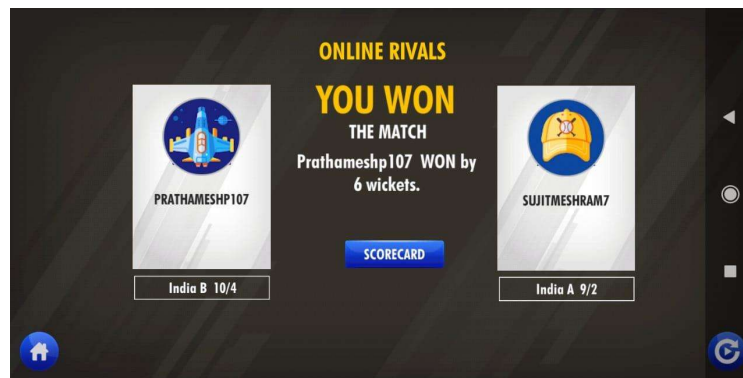 ONLINE RIVALS
YOU WON
THE MATCH
Prathameshp107 WON by
6 wickets.
PRATHAMESHP107
SUJITMESHRAM7
SCORECARD
India B 10/4
India A 9/2